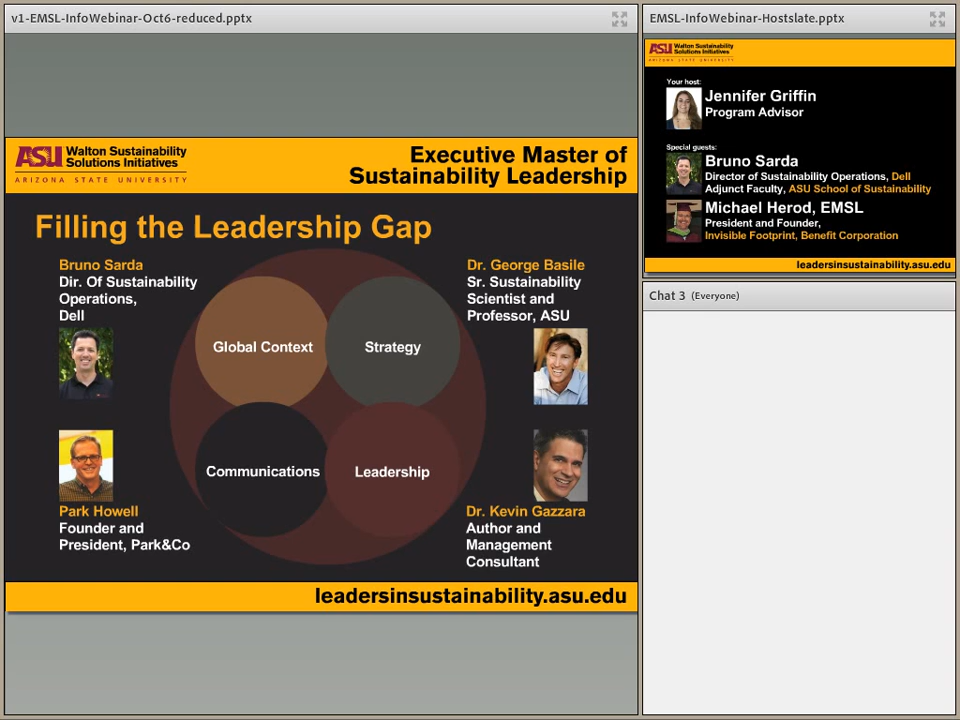 v1-EMSL-InfoWebinar-Oct6-reduced.pptx
ASU Walton Sustainability
Solutions Initiatives
ARIZONA STATE UNIVERSITY
Executive Master of
Sustainability Leadership
Filling the Leadership Gap
Bruno Sarda
Dir. Of Sustainability
Operations,
Dell
Dr. George Basile
Sr. Sustainability
Scientist and
Professor, ASU
Global Context
Strategy
Communications
Leadership
Park Howell
Founder and
President, Park&Co
Dr. Kevin Gazzara
Author and
Management
Consultant
leadersinsustainability.asu.edu
EMSL-InfoWebinar-Hostslate.pptx
ASU Walton Sustainability
Solutions Initiatives
ARIZONA STATE UNIVERSITY
Your host:
Jennifer Griffin
Program Advisor
Special guests:
Bruno Sarda
Director of Sustainability Operations, Dell
Adjunct Faculty, ASU School of Sustainability
Michael Herod, EMSL
President and Founder,
Invisible Footprint, Benefit Corporation
leadersinsustainability.asu.edu
Chat 3 (Everyone)